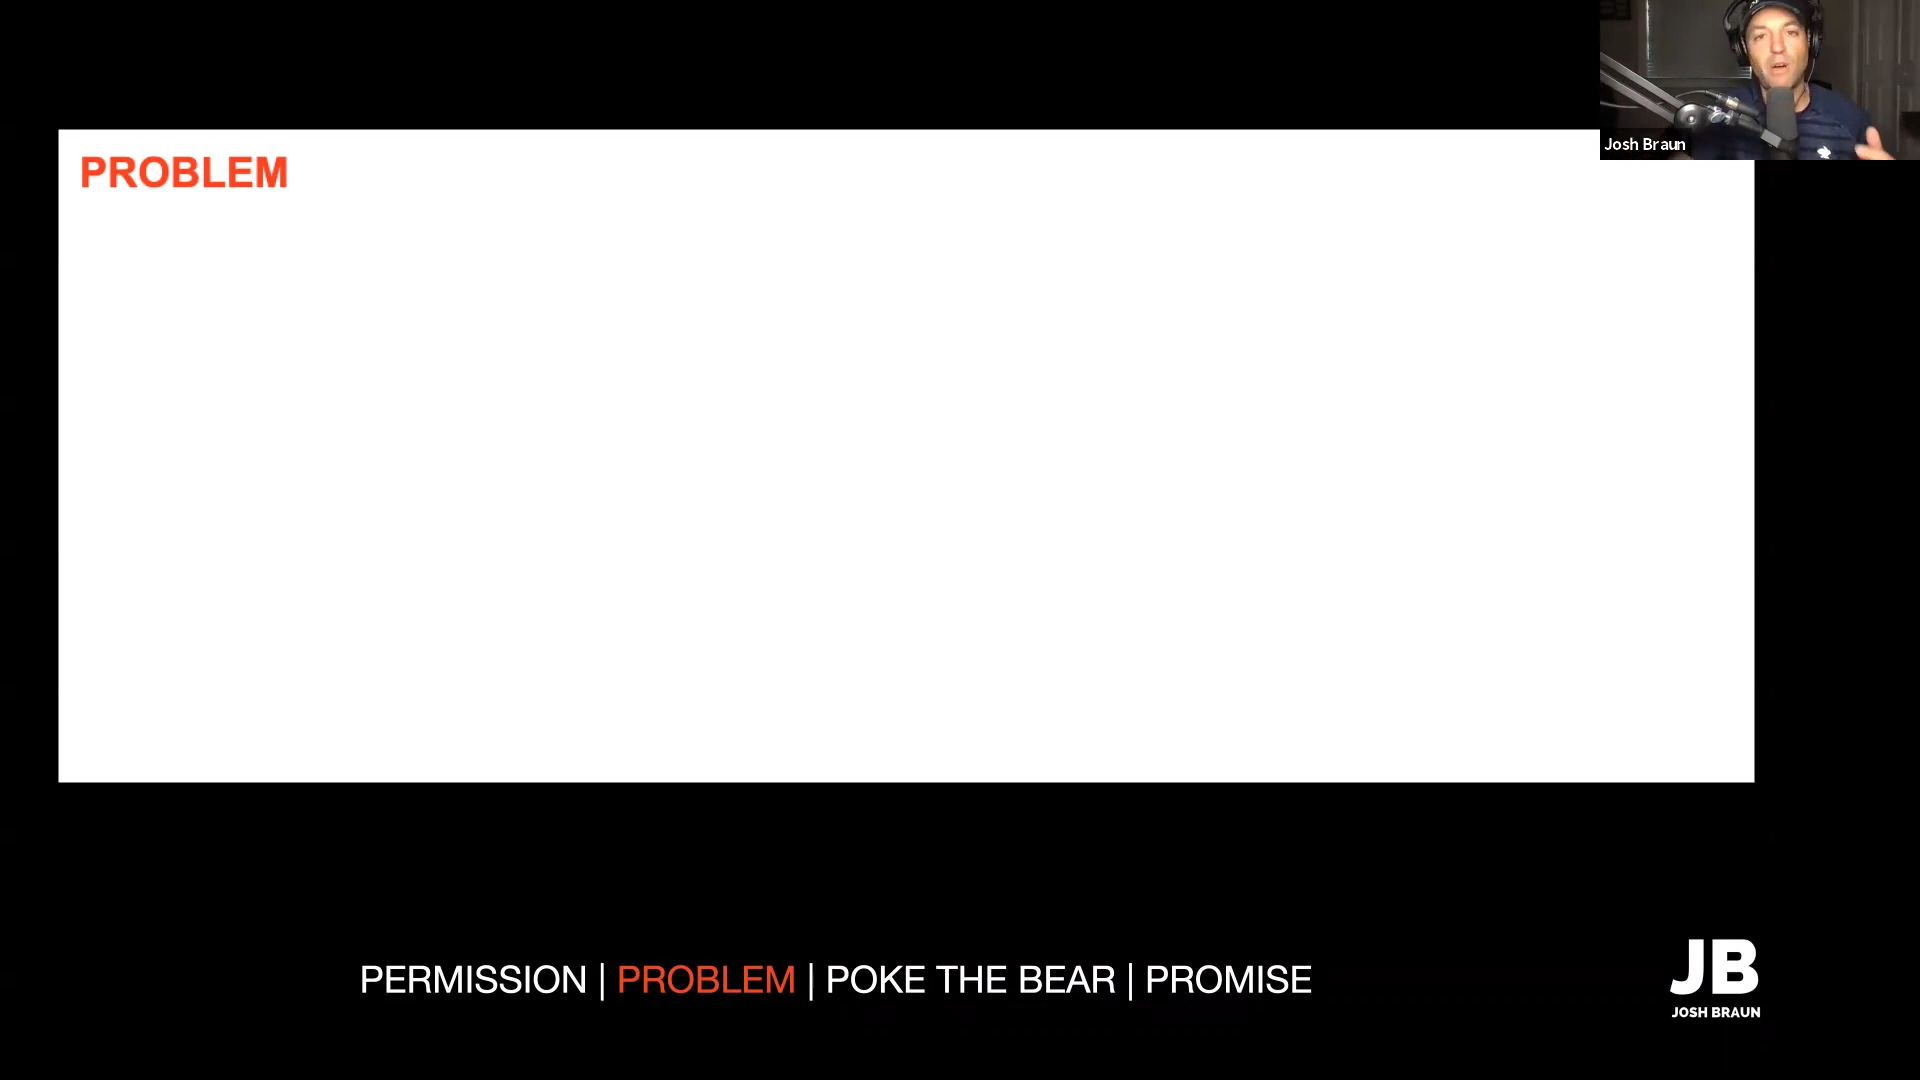 Josh Braun
PROBLEM
PERMISSION | PROBLEM | POKE THE BEAR | PROMISE
JB
JOSH BRAUN